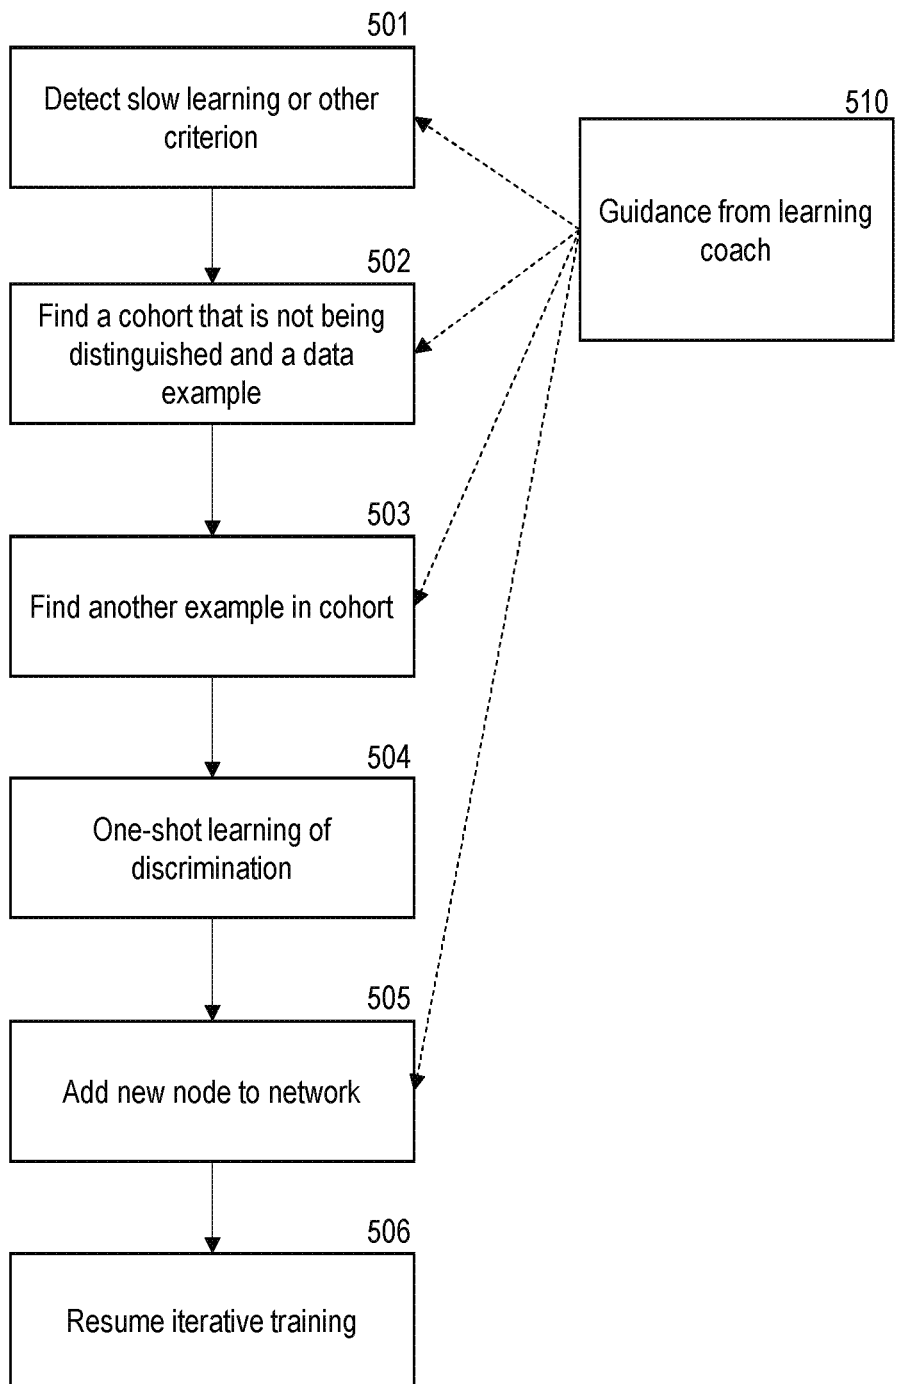 501
Detect slow learning or other
criterion
510
Guidance from learning
coach
502
Find a cohort that is not being
distinguished and a data
example
503
Find another example in cohort
504
One-shot learning of
discrimination
505
Add new node to network
506
Resume iterative training